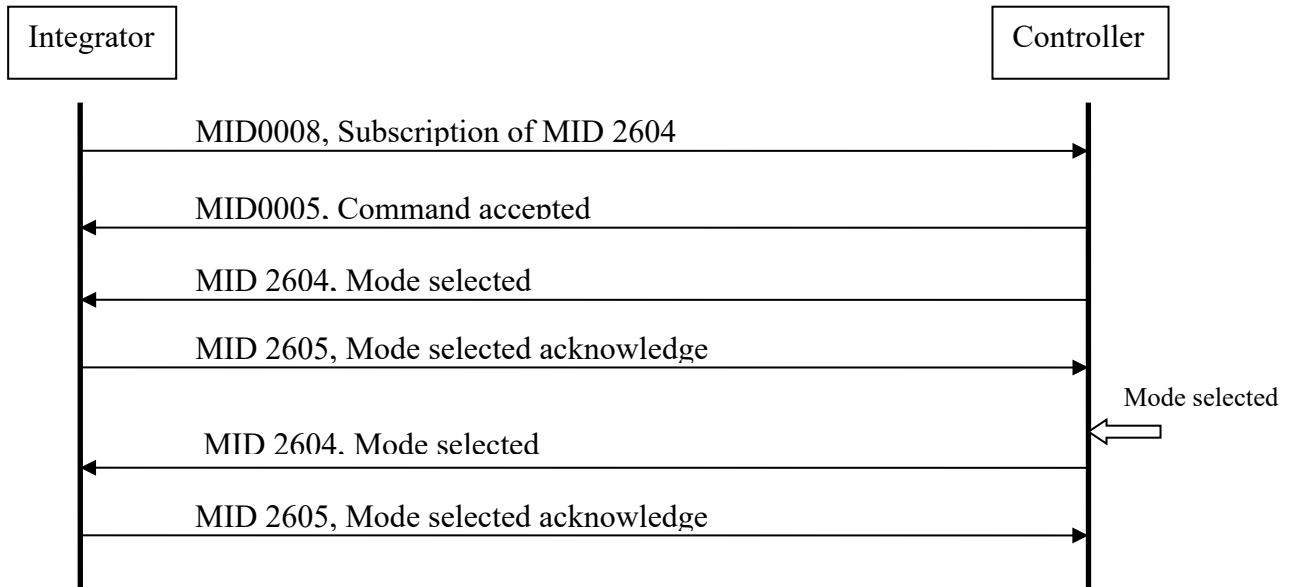 Integrator
Controller
MID0008, Subscription of MID 2604
MID0005, Command accepted
MID 2604, Mode selected
MID 2605, Mode selected acknowledge
Mode selected
MID 2604, Mode selected
MID 2605, Mode selected acknowledge